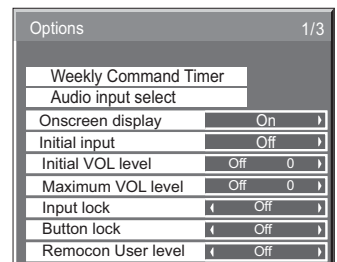 Options 1/3
Weekly Command Timer
Audio input select
Onscreen display On
Initial input Off
Initial VOL level Off 0
Maximum VOL level Off 0
Input lock Off
Button lock Off
Remocon User level Off